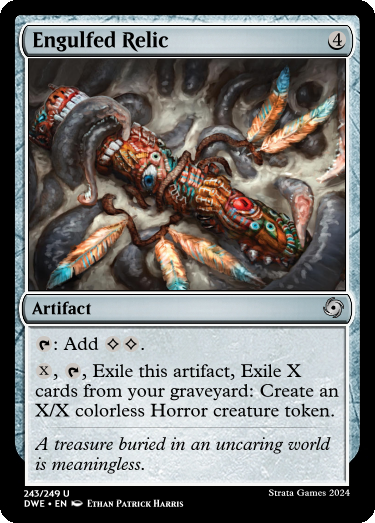 Engulfed Relic 4
Artifact
: Add .
X, , Exile this artifact, Exile X
cards from your graveyard: Create an
X/X colorless Horror creature token.
A treasure buried in an uncaring world
is meaningless.
243/249 U Strata Games 2024
DWE • EN Ethan Patrick Harris